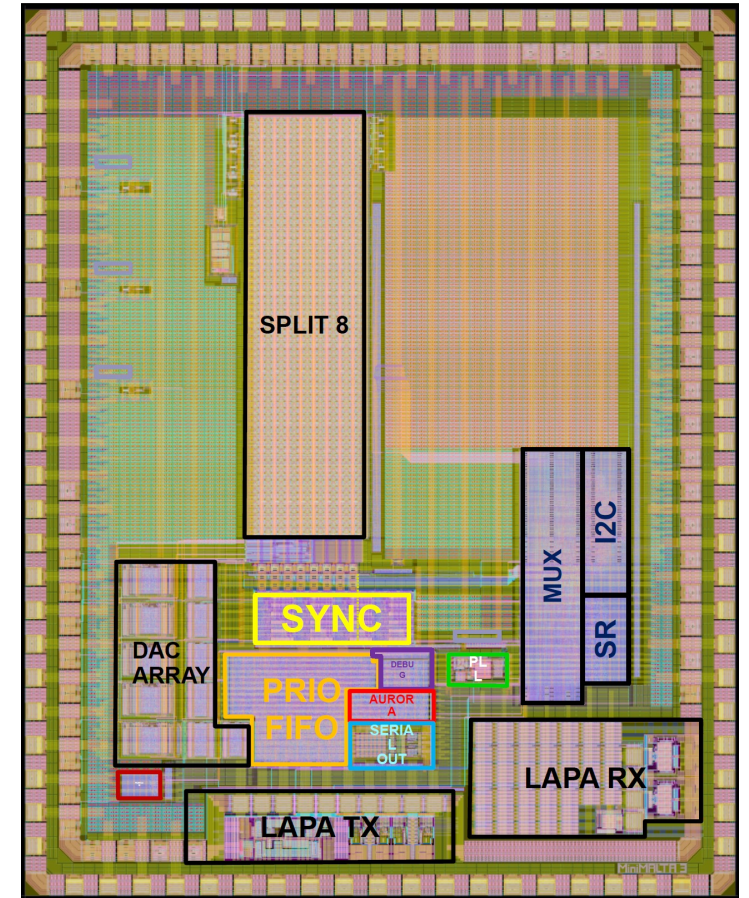 SPLIT 8
MUX
I2C
SR
SYNC
DAC
ARRAY
PRIO
FIFO
DEBU
G
PL
L
AUROR
A
SERIA
L
OUT
LAPA RX
LAPA TX
MiniMALTA3